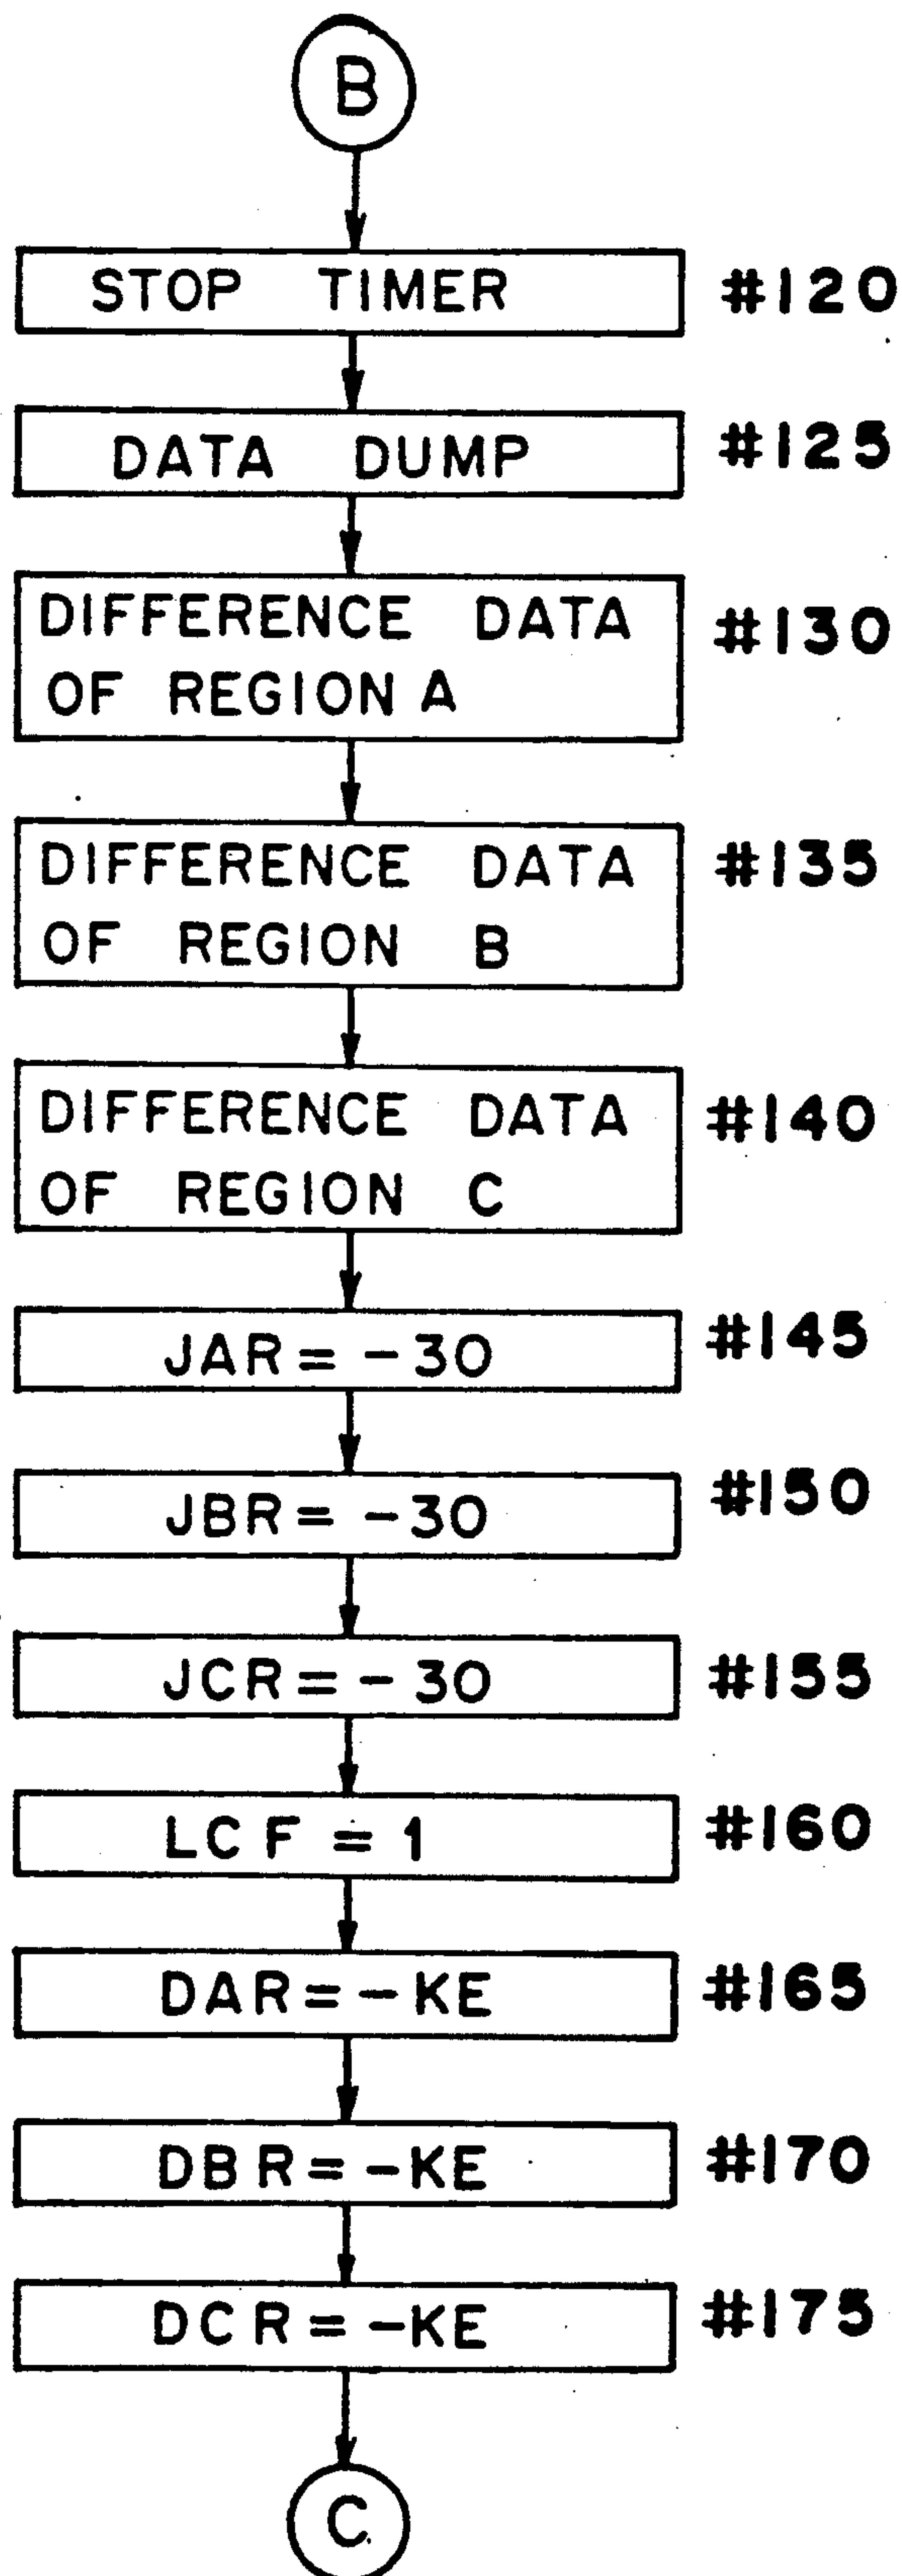 B
STOP TIMER #120
DATA DUMP #125
DIFFERENCE DATA #130
OF REGION A
DIFFERENCE DATA #135
OF REGION B
DIFFERENCE DATA #140
OF REGION C
JAR = -30 #145
JBR = -30 #150
JCR = -30 #155
LCF = 1 #160
DAR = -KE #165
DBR = -KE #170
DCR = -KE #175
C